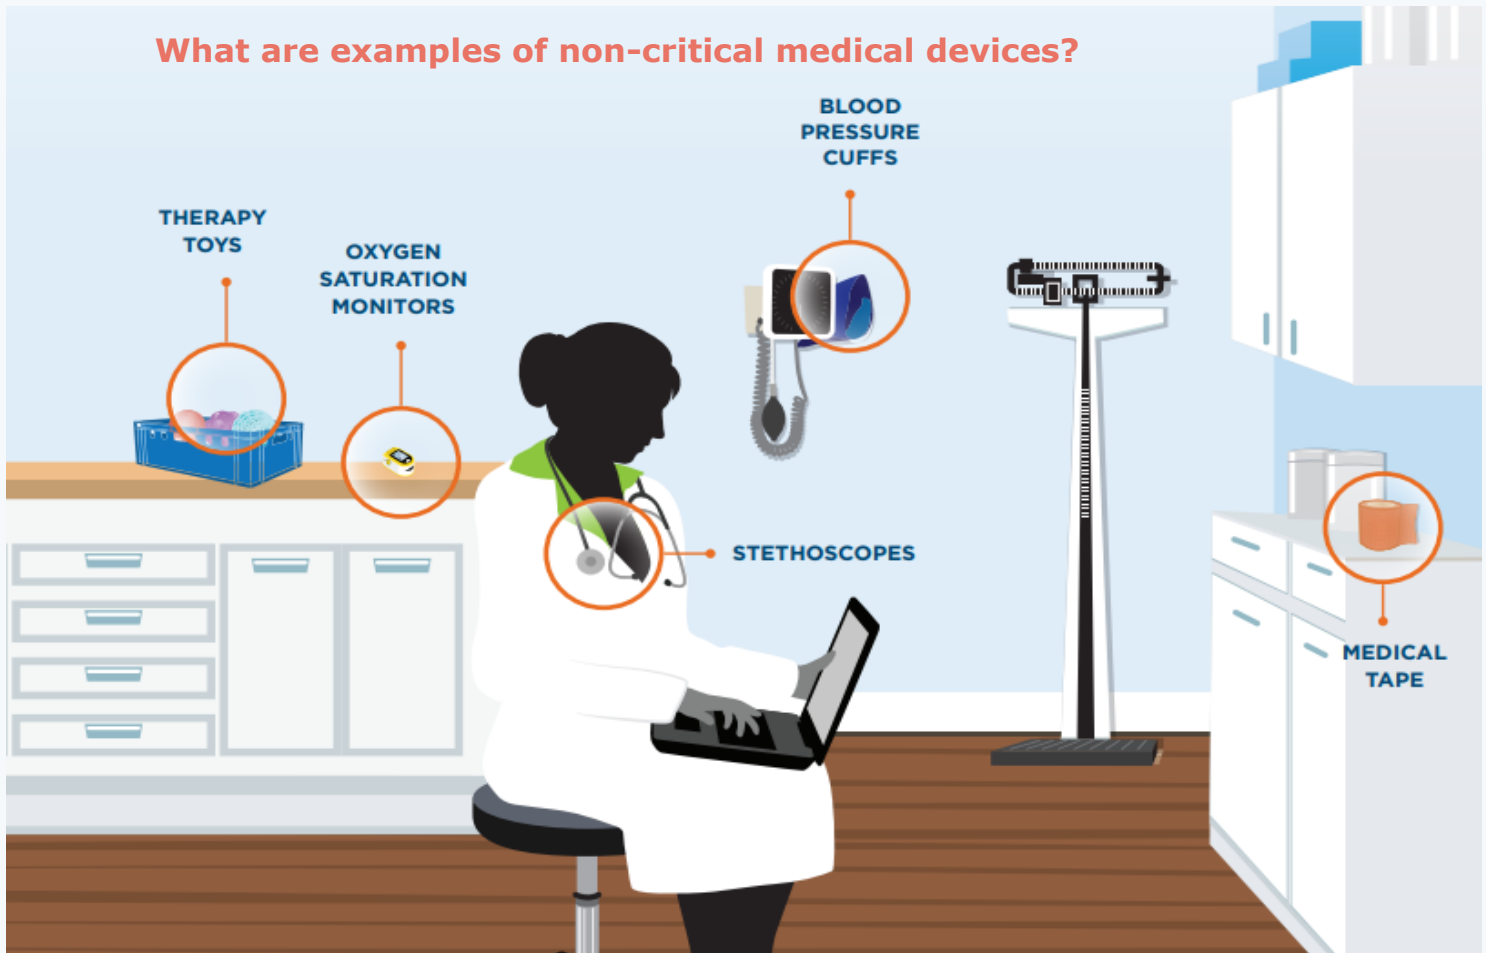 What are examples of non-critical medical devices?
BLOOD
PRESSURE
CUFFS
THERAPY
TOYS
OXYGEN
SATURATION
MONITORS
STETHOSCOPES
MEDICAL
TAPE